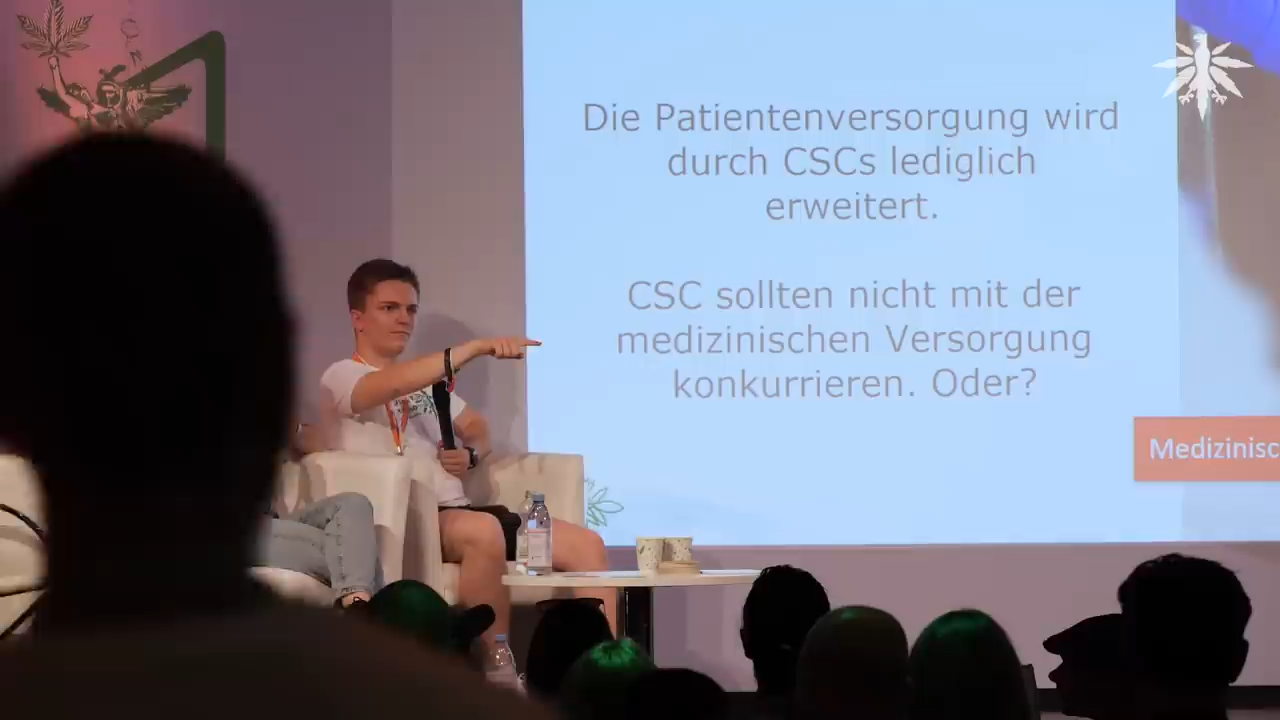 Die Patientenversorgung wird
durch CSCs lediglich
erweitert.
CSC sollten nicht mit der
medizinischen Versorgung
konkurrieren. Oder?
Medizinisc